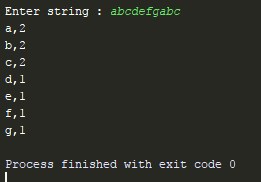 Enter string : abcdefgabc
a,2
b,2
c,2
d,1
e,1
f,1
g,1
Process finished with exit code 0